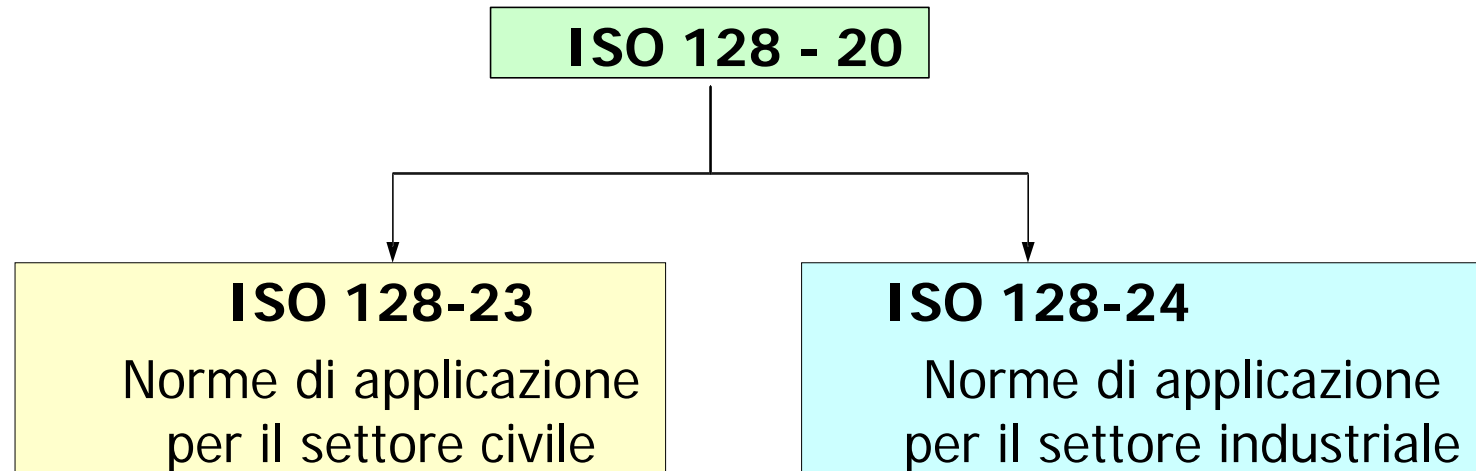 ISO 128 - 20
ISO 128-23
Norme di applicazione
per il settore civile
ISO 128-24
Norme di applicazione
per il settore industriale